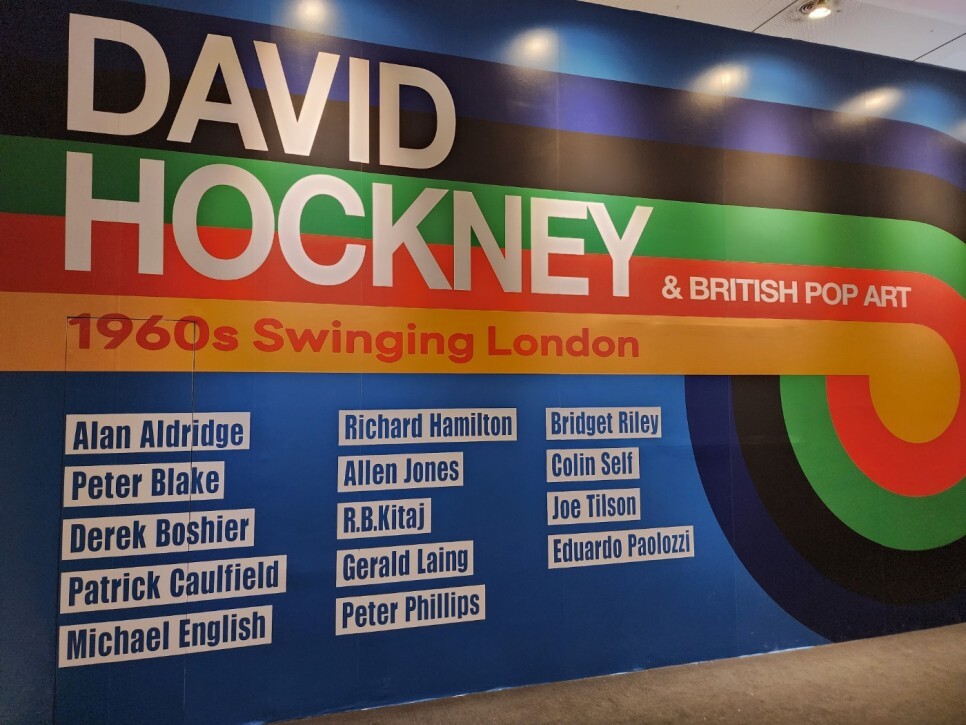 DAVID
HOCKNEY
& BRITISH POP ART
1960s Swinging London
Alan Aldridge
Peter Blake
Derek Boshier
Patrick Caulfield
Michael English
Richard Hamilton
Allen Jones
R.B.Kitaj
Gerald Laing
Peter Phillips
Bridget Riley
Colin Self
Joe Tilson
Eduardo Paolozzi